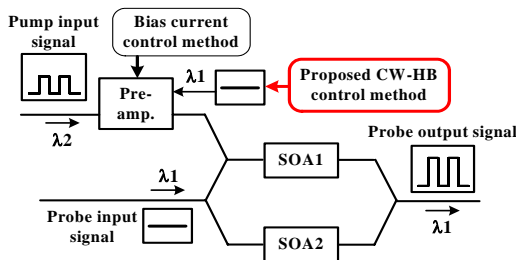 Pump input
signal
Bias current
control method
λ1
Proposed CW-HB
control method
Pre-
amp.
λ2
Probe output signal
λ1
SOA1
Probe input
signal
SOA2
λ1